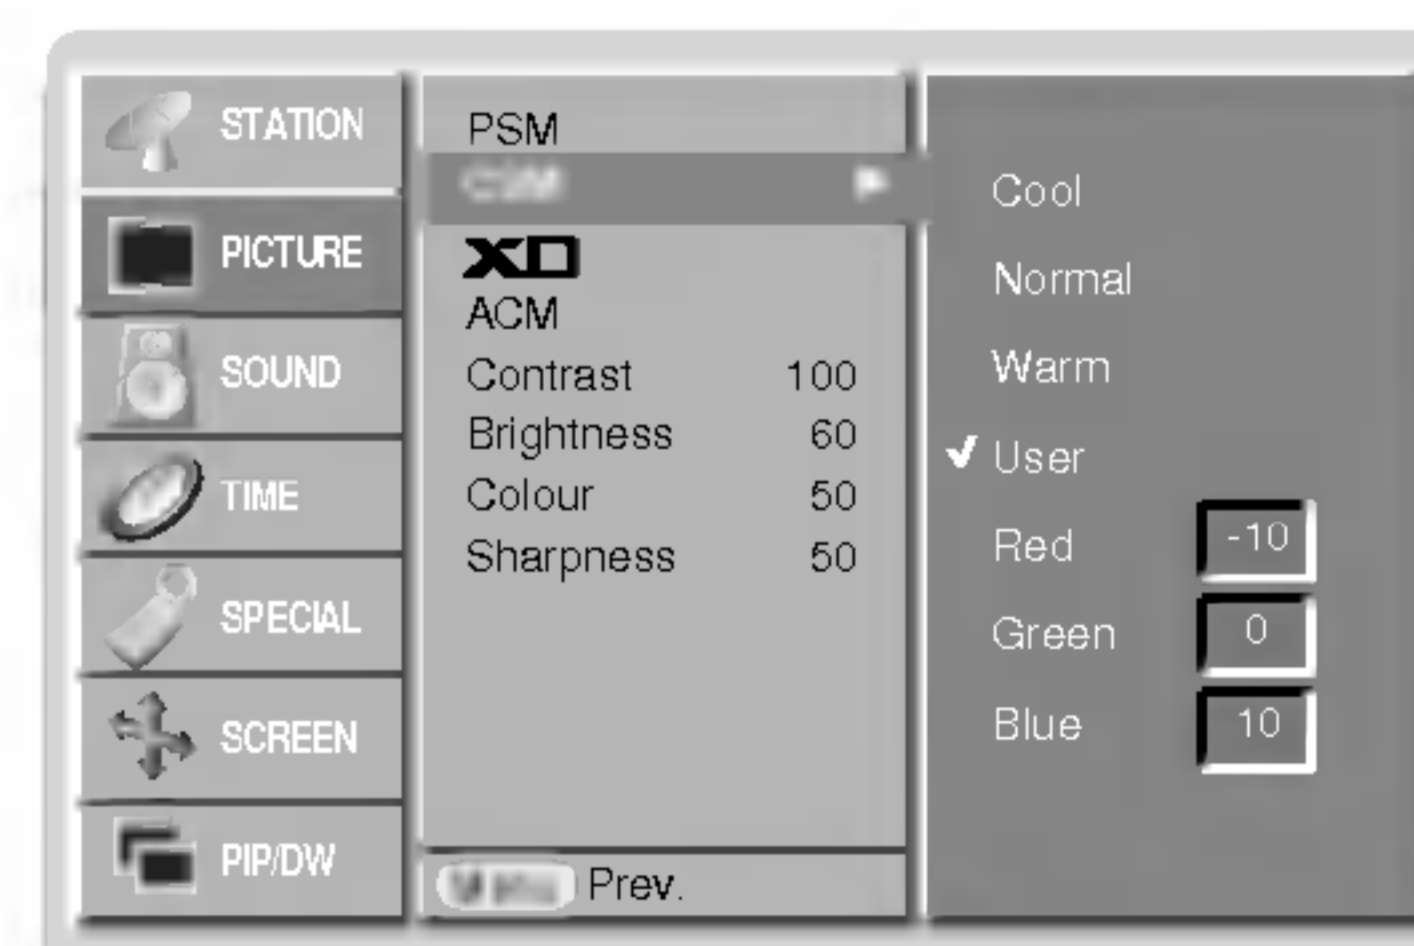 STATION
PICTURE
SOUND
TIME
SPECIAL
SCREEN
PIP/DW
PSM
CSM
XD
ACM
Contrast 100
Brightness 60
Colour 50
Sharpness 50
Prev.
Cool
Normal
Warm
✔ User
Red -10
Green 0
Blue 10